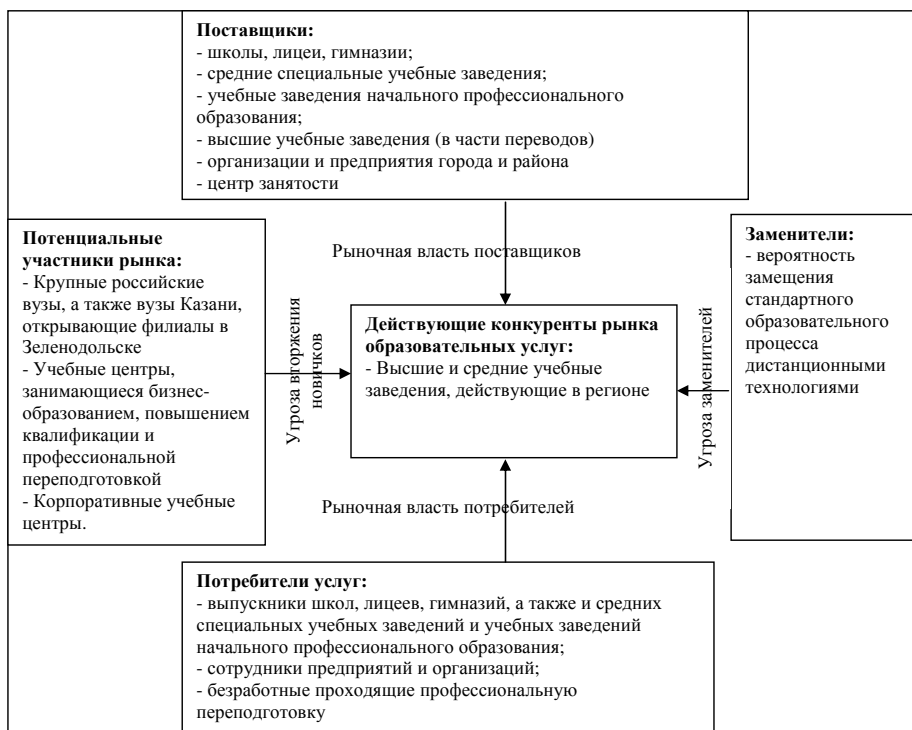 Поставщики:
- школы, лицеи, гимназии;
- средние специальные учебные заведения;
- учебные заведения начального профессионального
образования;
- высшие учебные заведения (в части переводов)
- организации и предприятия города и района
- центр занятости
Рыночная власть поставщиков
Потенциальные
участники рынка:
- Крупные российские
вузы, а также вузы Казани,
открывающие филиалы в
Зеленодольске
- Учебные центры,
занимающиеся бизнес-
образованием, повышением
квалификации и
профессиональной
переподготовкой
- Корпоративные учебные
центры.
Угроза вторжения
новичков
Действующие конкуренты рынка
образовательных услуг:
- Высшие и средние учебные
заведения, действующие в регионе
Угроза заменителей
Заменители:
- вероятность
замещения
стандартного
образовательного
процесса
дистанционными
технологиями
Рыночная власть потребителей
Потребители услуг:
- выпускники школ, лицеев, гимназий, а также и средних
специальных учебных заведений и учебных заведений
начального профессионального образования;
- сотрудники предприятий и организаций;
- безработные проходящие профессиональную
переподготовку